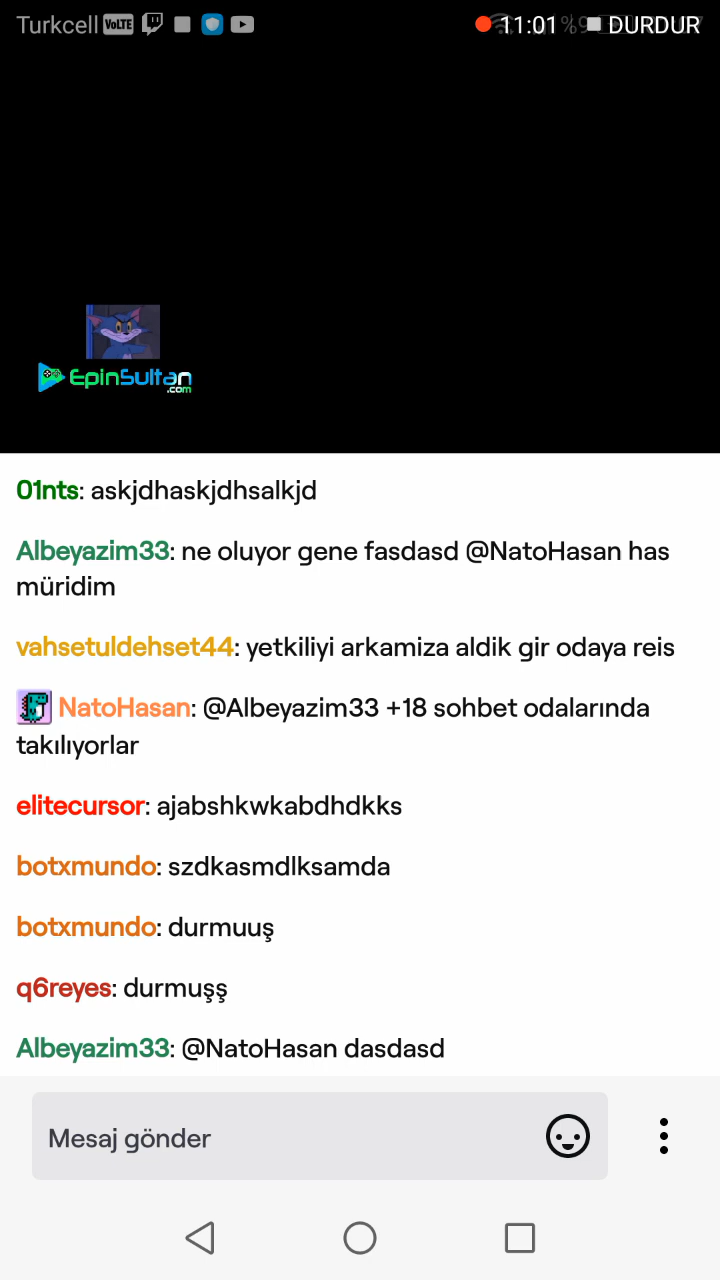 Turkcell VoLTE 11:01 DURDUR
EpinSultan
.com
01nts: askjdhaskjdhsalkjd
Albeyazim33: ne oluyor gene fasdasd @NatoHasan has
müridim
vahsetuldehset44: yetkiliyi arkamiza aldik gir odaya reis
NatoHasan: @Albeyazim33 +18 sohbet odalarında
takılıyorlar
elitecursor: ajabshkwkabdhdkks
botxmundo: szdkasmdlksamda
botxmundo: durmuuş
q6reyes: durmuşş
Albeyazim33: @NatoHasan dasdasd
Mesaj gönder